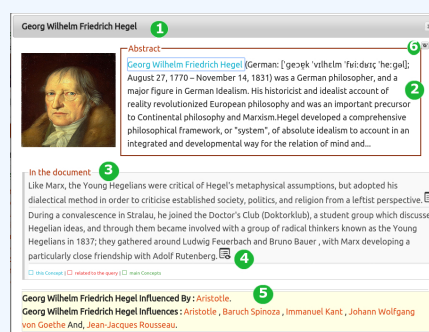 Georg Wilhelm Friedrich Hegel 1
Abstract
6
Georg Wilhelm Friedrich Hegel (German: [ˈɡeɔʁk ˈvɪlhɛlm ˈfʁiːdʁɪç ˈheːɡəl];
August 27, 1770 – November 14, 1831) was a German philosopher, and a
2
major figure in German Idealism. His historicist and idealist account of
reality revolutionized European philosophy and was an important precursor
to Continental philosophy and Marxism.Hegel developed a comprehensive
philosophical framework, or "system", of absolute idealism to account in an
integrated and developmental way for the relation of mind and...
In the document 3
Like Marx, the Young Hegelians were critical of Hegel's metaphysical assumptions, but adopted his
dialectical method in order to criticise established society, politics, and religion from a leftist perspective.
During a convalescence in Stralau, he joined the Doctor's Club (Doktorklub), a student group which discusse
Hegelian ideas, and through them became involved with a group of radical thinkers known as the Young
Hegelians in 1837; they gathered around Ludwig Feuerbach and Bruno Bauer , with Marx developing a
particularly close friendship with Adolf Rutenberg. 4
this Concept | related to the query | main Concepts
5
Georg Wilhelm Friedrich Hegel Influenced By : Aristotle.
Georg Wilhelm Friedrich Hegel Influences : Aristotle , Baruch Spinoza , Immanuel Kant , Johann Wolfgang
von Goethe And, Jean-Jacques Rousseau.